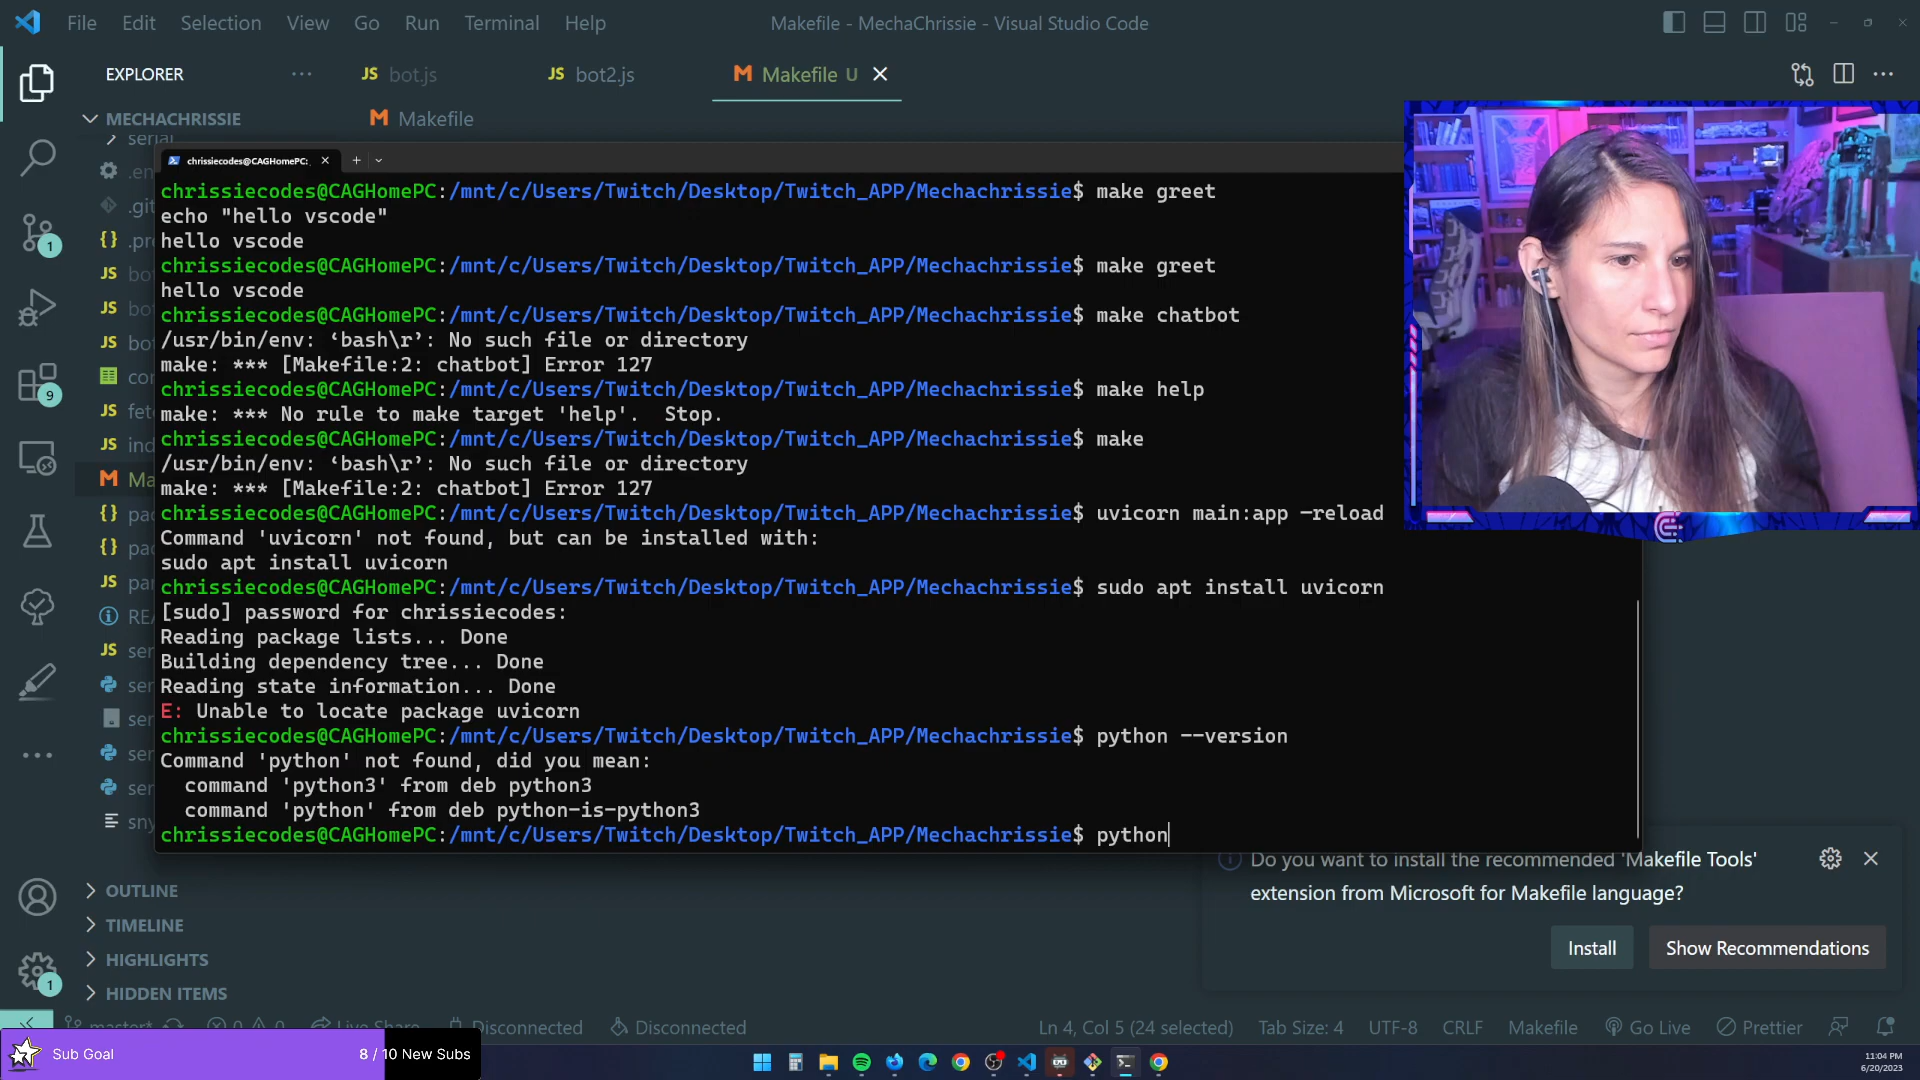 File Edit Selection View Go Run Terminal Help
Makefile - MechaChrissie - Visual Studio Code
EXPLORER
JS bot.js
JS bot2.js
Makefile U
MECHACHRISSIE
Makefile
serial
chrissiecodes@CAGHomePC:
chrissiecodes@CAGHomePC:/mnt/c/Users/Twitch/Desktop/Twitch_APP/Mechachrissie$ make greet
echo "hello vscode"
hello vscode
chrissiecodes@CAGHomePC:/mnt/c/Users/Twitch/Desktop/Twitch_APP/Mechachrissie$ make greet
hello vscode
chrissiecodes@CAGHomePC:/mnt/c/Users/Twitch/Desktop/Twitch_APP/Mechachrissie$ make chatbot
/usr/bin/env: ‘bash\r’: No such file or directory
make: *** [Makefile:2: chatbot] Error 127
chrissiecodes@CAGHomePC:/mnt/c/Users/Twitch/Desktop/Twitch_APP/Mechachrissie$ make help
make: *** No rule to make target 'help'.  Stop.
chrissiecodes@CAGHomePC:/mnt/c/Users/Twitch/Desktop/Twitch_APP/Mechachrissie$ make
/usr/bin/env: ‘bash\r’: No such file or directory
make: *** [Makefile:2: chatbot] Error 127
chrissiecodes@CAGHomePC:/mnt/c/Users/Twitch/Desktop/Twitch_APP/Mechachrissie$ uvicorn main:app —reload
Command 'uvicorn' not found, but can be installed with:
sudo apt install uvicorn
chrissiecodes@CAGHomePC:/mnt/c/Users/Twitch/Desktop/Twitch_APP/Mechachrissie$ sudo apt install uvicorn
[sudo] password for chrissiecodes:
Reading package lists... Done
Building dependency tree... Done
Reading state information... Done
E: Unable to locate package uvicorn
chrissiecodes@CAGHomePC:/mnt/c/Users/Twitch/Desktop/Twitch_APP/Mechachrissie$ python --version
Command 'python' not found, did you mean:
command 'python3' from deb python3
command 'python' from deb python-is-python3
chrissiecodes@CAGHomePC:/mnt/c/Users/Twitch/Desktop/Twitch_APP/Mechachrissie$ python
Do you want to install the recommended 'Makefile Tools'
extension from Microsoft for Makefile language?
Install
Show Recommendations
OUTLINE
TIMELINE
HIGHLIGHTS
HIDDEN ITEMS
master*
0 0
Live Share
Disconnected
Disconnected
Ln 4, Col 5 (24 selected)
Tab Size: 4
UTF-8
CRLF
Makefile
Go Live
Prettier
Sub Goal
8 / 10 New Subs
11:04 PM
6/20/2023
1
9
1